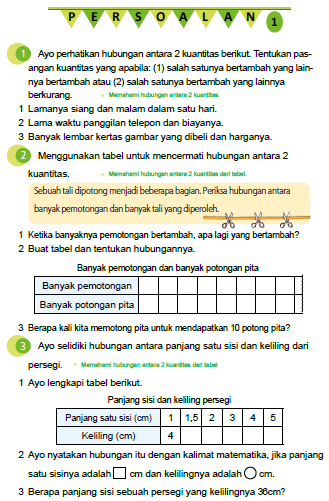 PERSOALAN 1
1 Ayo perhatikan hubungan antara 2 kuantitas berikut. Tentukan pas-
angan kuantitas yang apabila: (1) salah satunya bertambah yang lain-
nya bertambah atau (2) salah satunya bertambah yang lainnya
berkurang. • Memahami hubungan antara 2 kuantitas.
1 Lamanya siang dan malam dalam satu hari.
2 Lama waktu panggilan telepon dan biayanya.
3 Banyak lembar kertas gambar yang dibeli dan harganya.
2 Menggunakan tabel untuk mencermati hubungan antara 2
kuantitas. • Memahami hubungan antara 2 kuantitas dari tabel.
Sebuah tali dipotong menjadi beberapa bagian. Periksa hubungan antara
banyak pemotongan dan banyak tali yang diperoleh.
1 Ketika banyaknya pemotongan bertambah, apa lagi yang bertambah?
2 Buat tabel dan tentukan hubungannya.
Banyak pemotongan dan banyak potongan pita
Banyak pemotongan
Banyak potongan pita
3 Berapa kali kita memotong pita untuk mendapatkan 10 potong pita?
3 Ayo selidiki hubungan antara panjang satu sisi dan keliling dari
persegi. • Memahami hubungan antara 2 kuantitas dari tabel
1 Ayo lengkapi tabel berikut.
Panjang sisi dan keliling persegi
Panjang satu sisi (cm) 1 1,5 2 3 4 5
Keliling (cm) 4
2 Ayo nyatakan hubungan itu dengan kalimat matematika, jika panjang
satu sisinya adalah □ cm dan kelilingnya adalah ○ cm.
3 Berapa panjang sisi sebuah persegi yang kelilingnya 36cm?